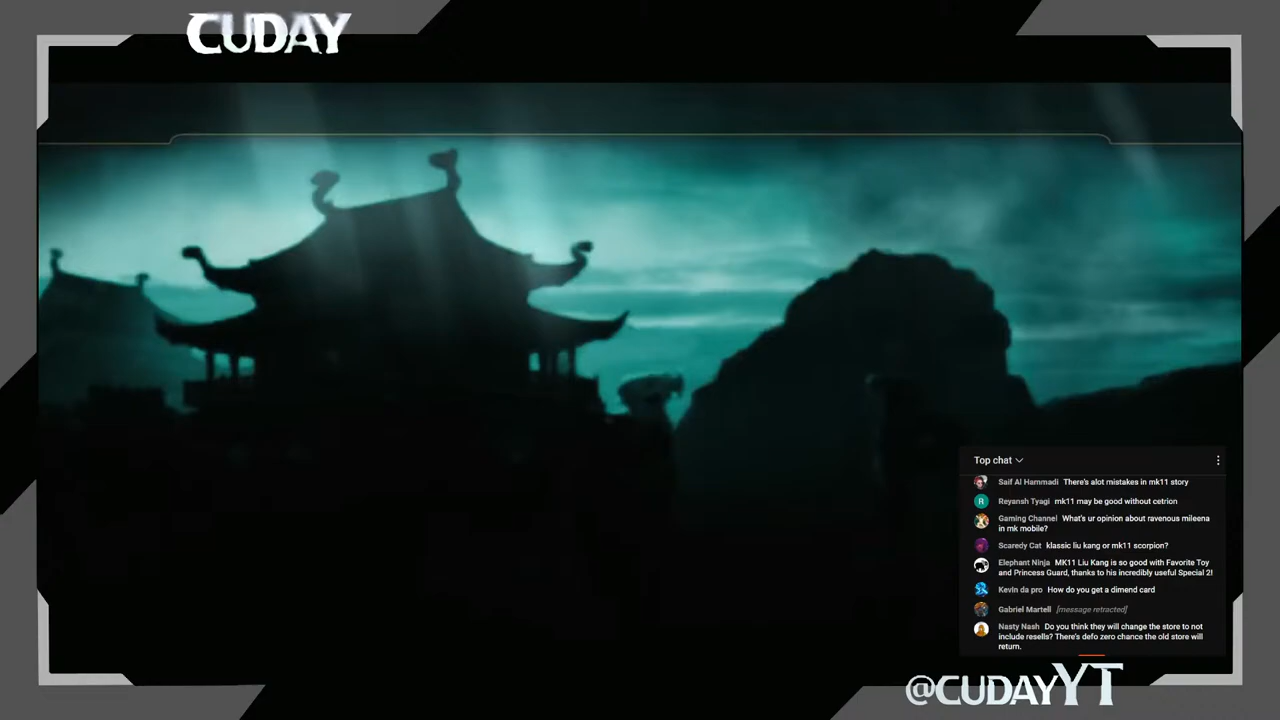 CUDAY
Top chat
Saif Al Hammadi There's alot mistakes in mk11 story
R Reyansh Tyagi mk11 may be good without cetrion
Gaming Channel What's ur opinion about ravenous mileena
in mk mobile?
Scaredy Cat klassic liu kang or mk11 scorpion?
Elephant Ninja MK11 Liu Kang is so good with Favorite Toy
and Princess Guard, thanks to his incredibly useful Special 2!
Kevin da pro How do you get a dimend card
Gabriel Martell [message retracted]
Nasty Nash Do you think they will change the store to not
include resells? There's defo zero chance the old store will
return.
@CUDAYYT